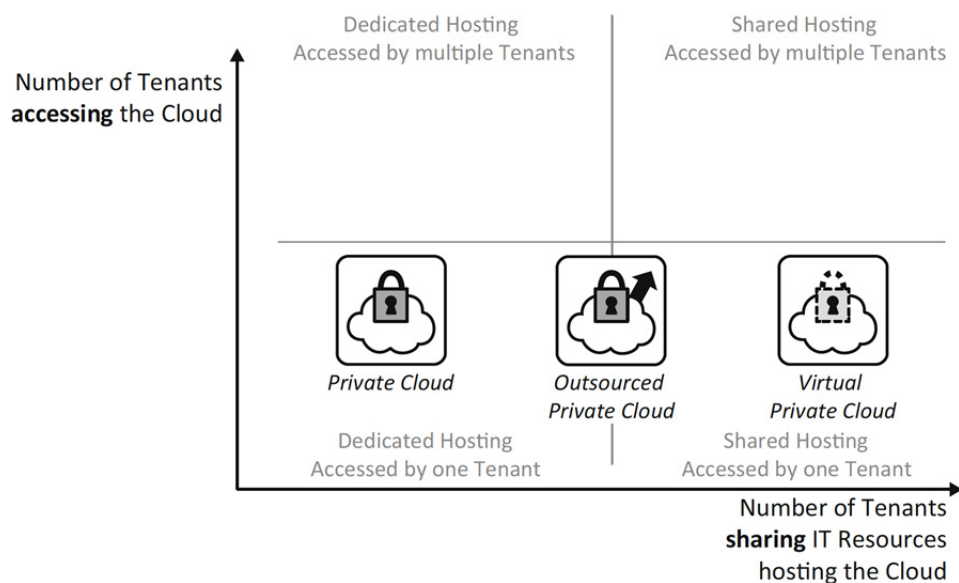 Dedicated Hosting
Accessed by multiple Tenants
Shared Hosting
Accessed by multiple Tenants
Number of Tenants
accessing the Cloud
Private Cloud
Outsourced
Private Cloud
Virtual
Private Cloud
Dedicated Hosting
Accessed by one Tenant
Shared Hosting
Accessed by one Tenant
Number of Tenants
sharing IT Resources
hosting the Cloud